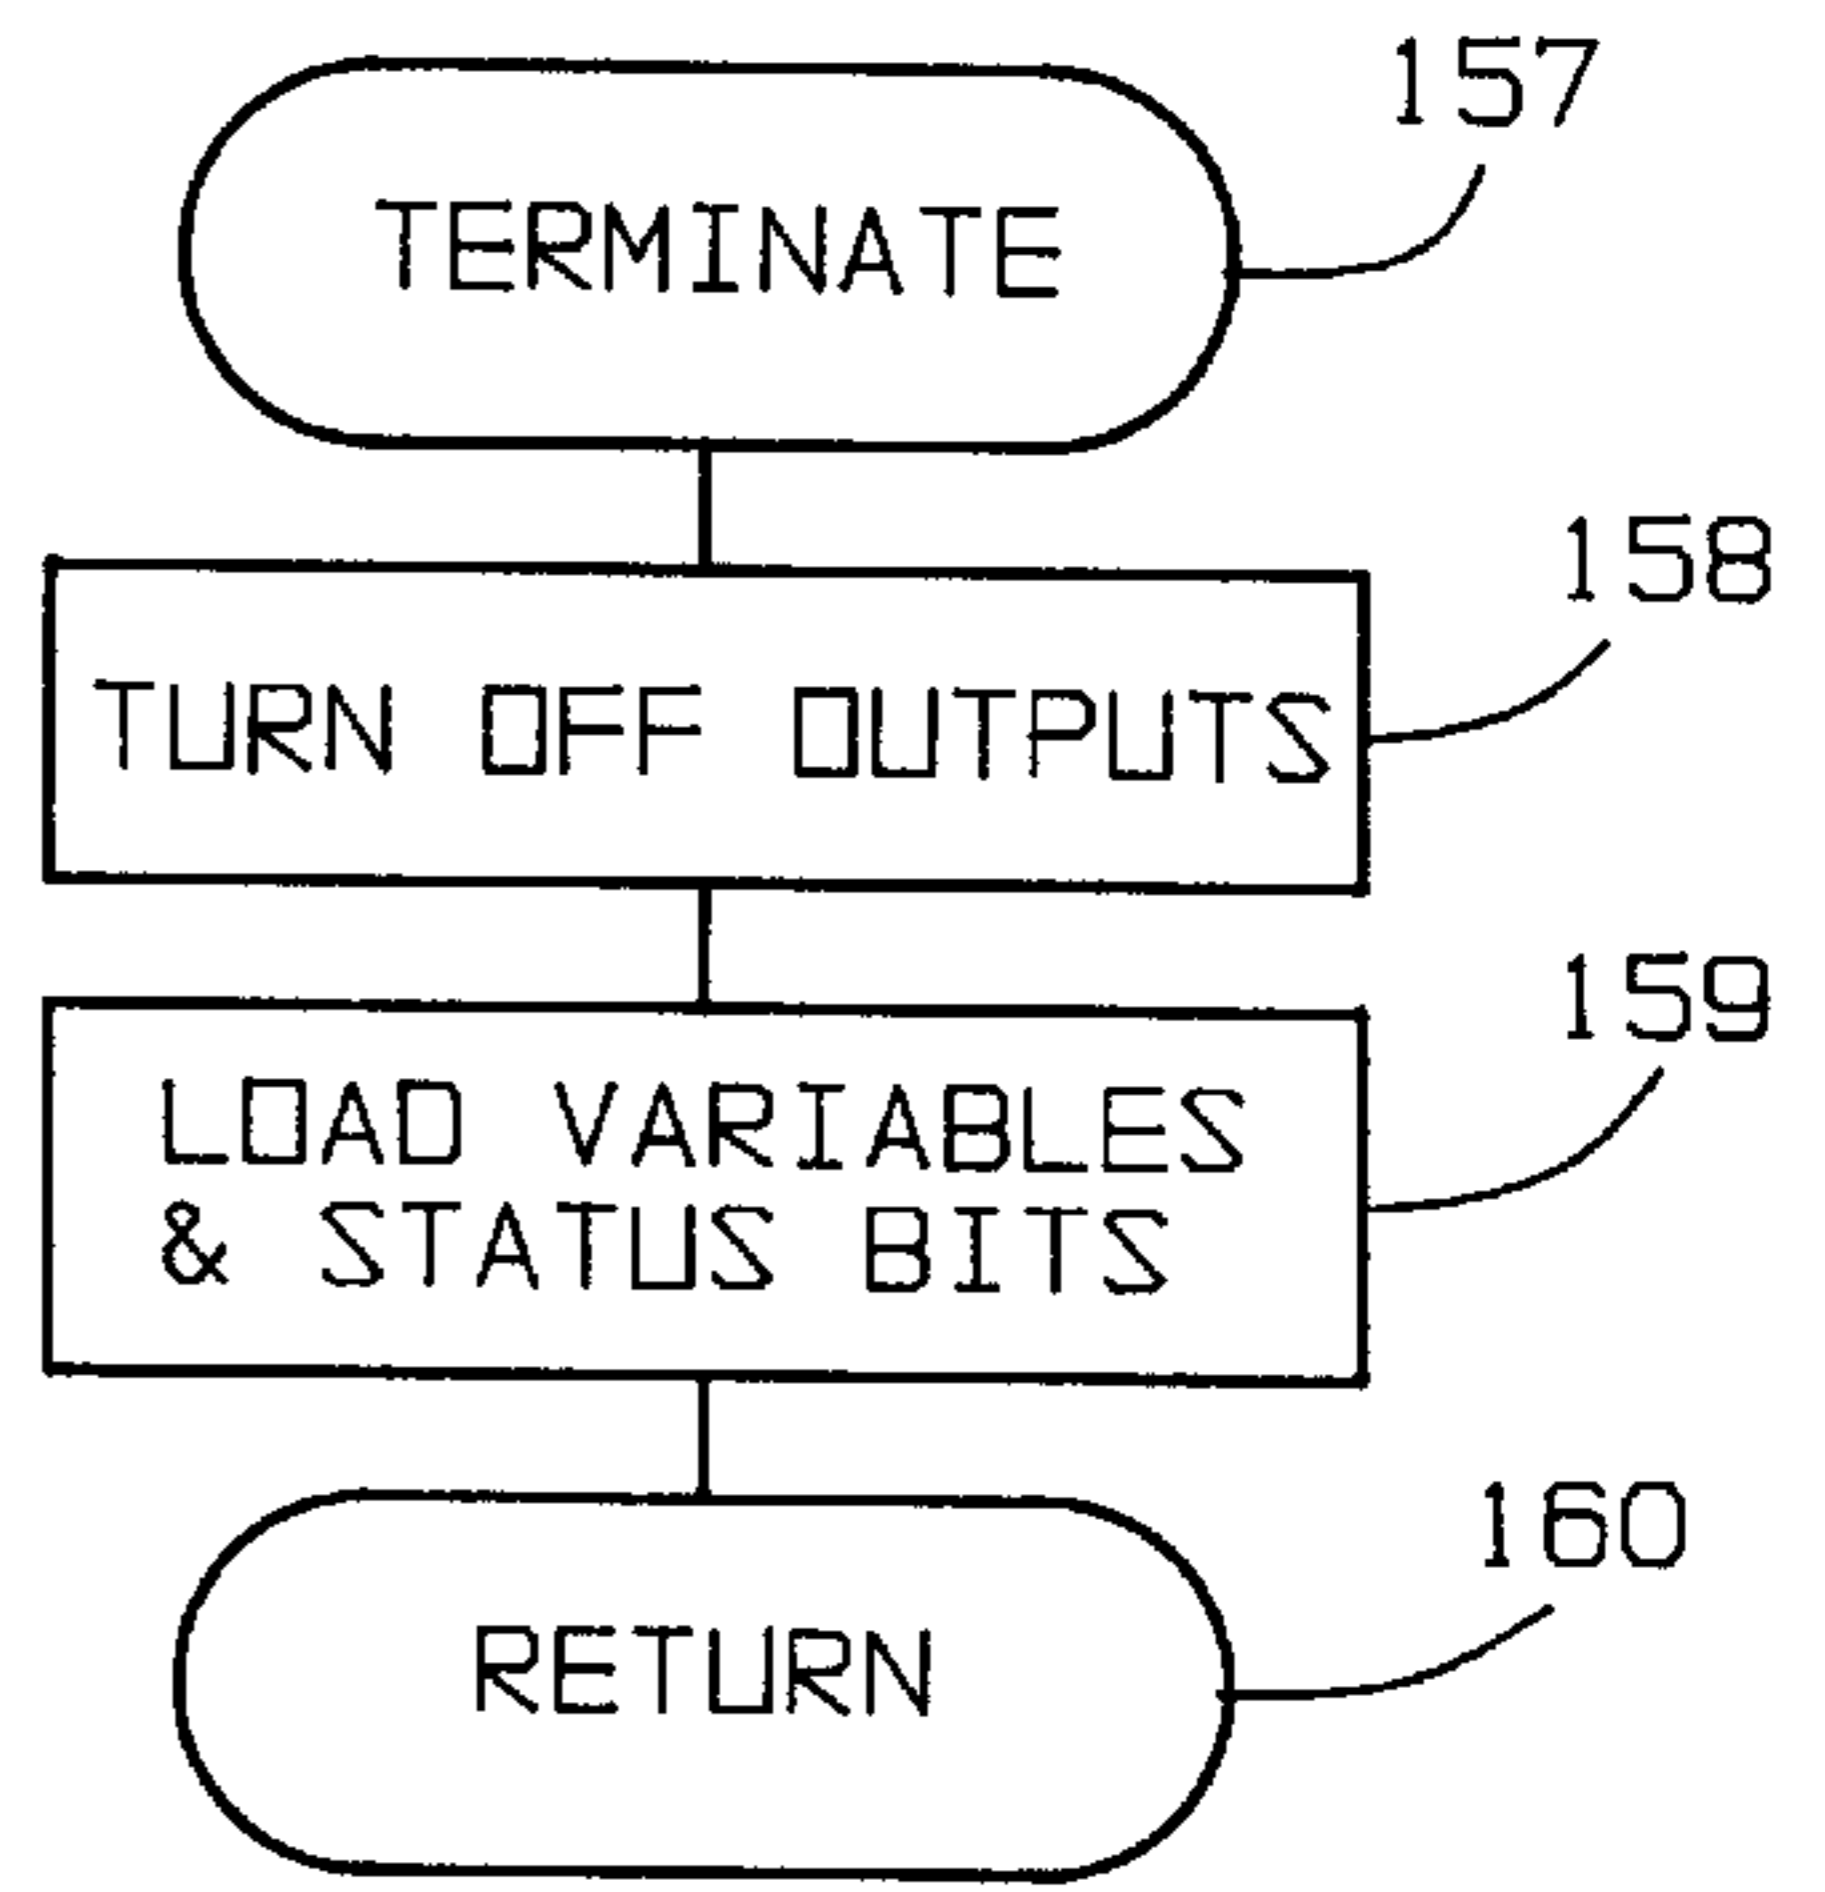 157
TERMINATE
158
TURN OFF OUTPUTS
159
LOAD VARIABLES
& STATUS BITS
160
RETURN